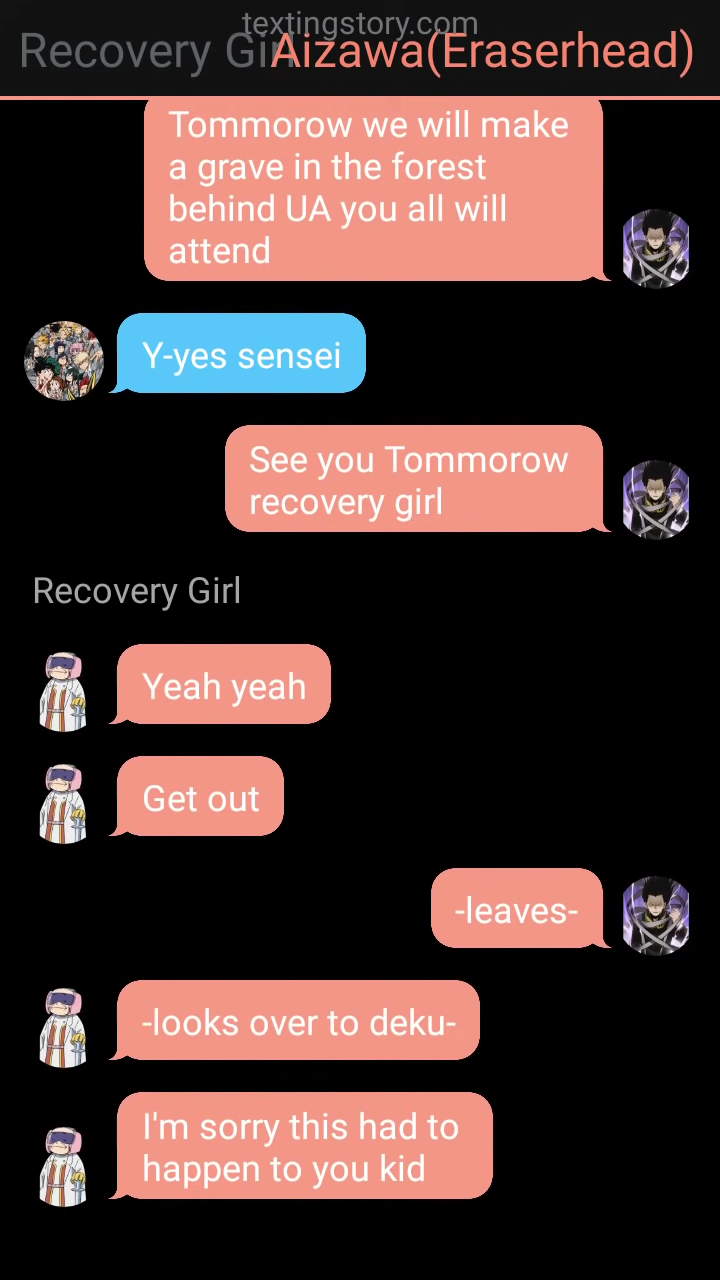 textingstory.com
Recovery Girl
Aizawa(Eraserhead)
Tommorow we will make
a grave in the forest
behind UA you all will
attend
Y-yes sensei
See you Tommorow
recovery girl
Recovery Girl
Yeah yeah
Get out
-leaves-
-looks over to deku-
I'm sorry this had to
happen to you kid